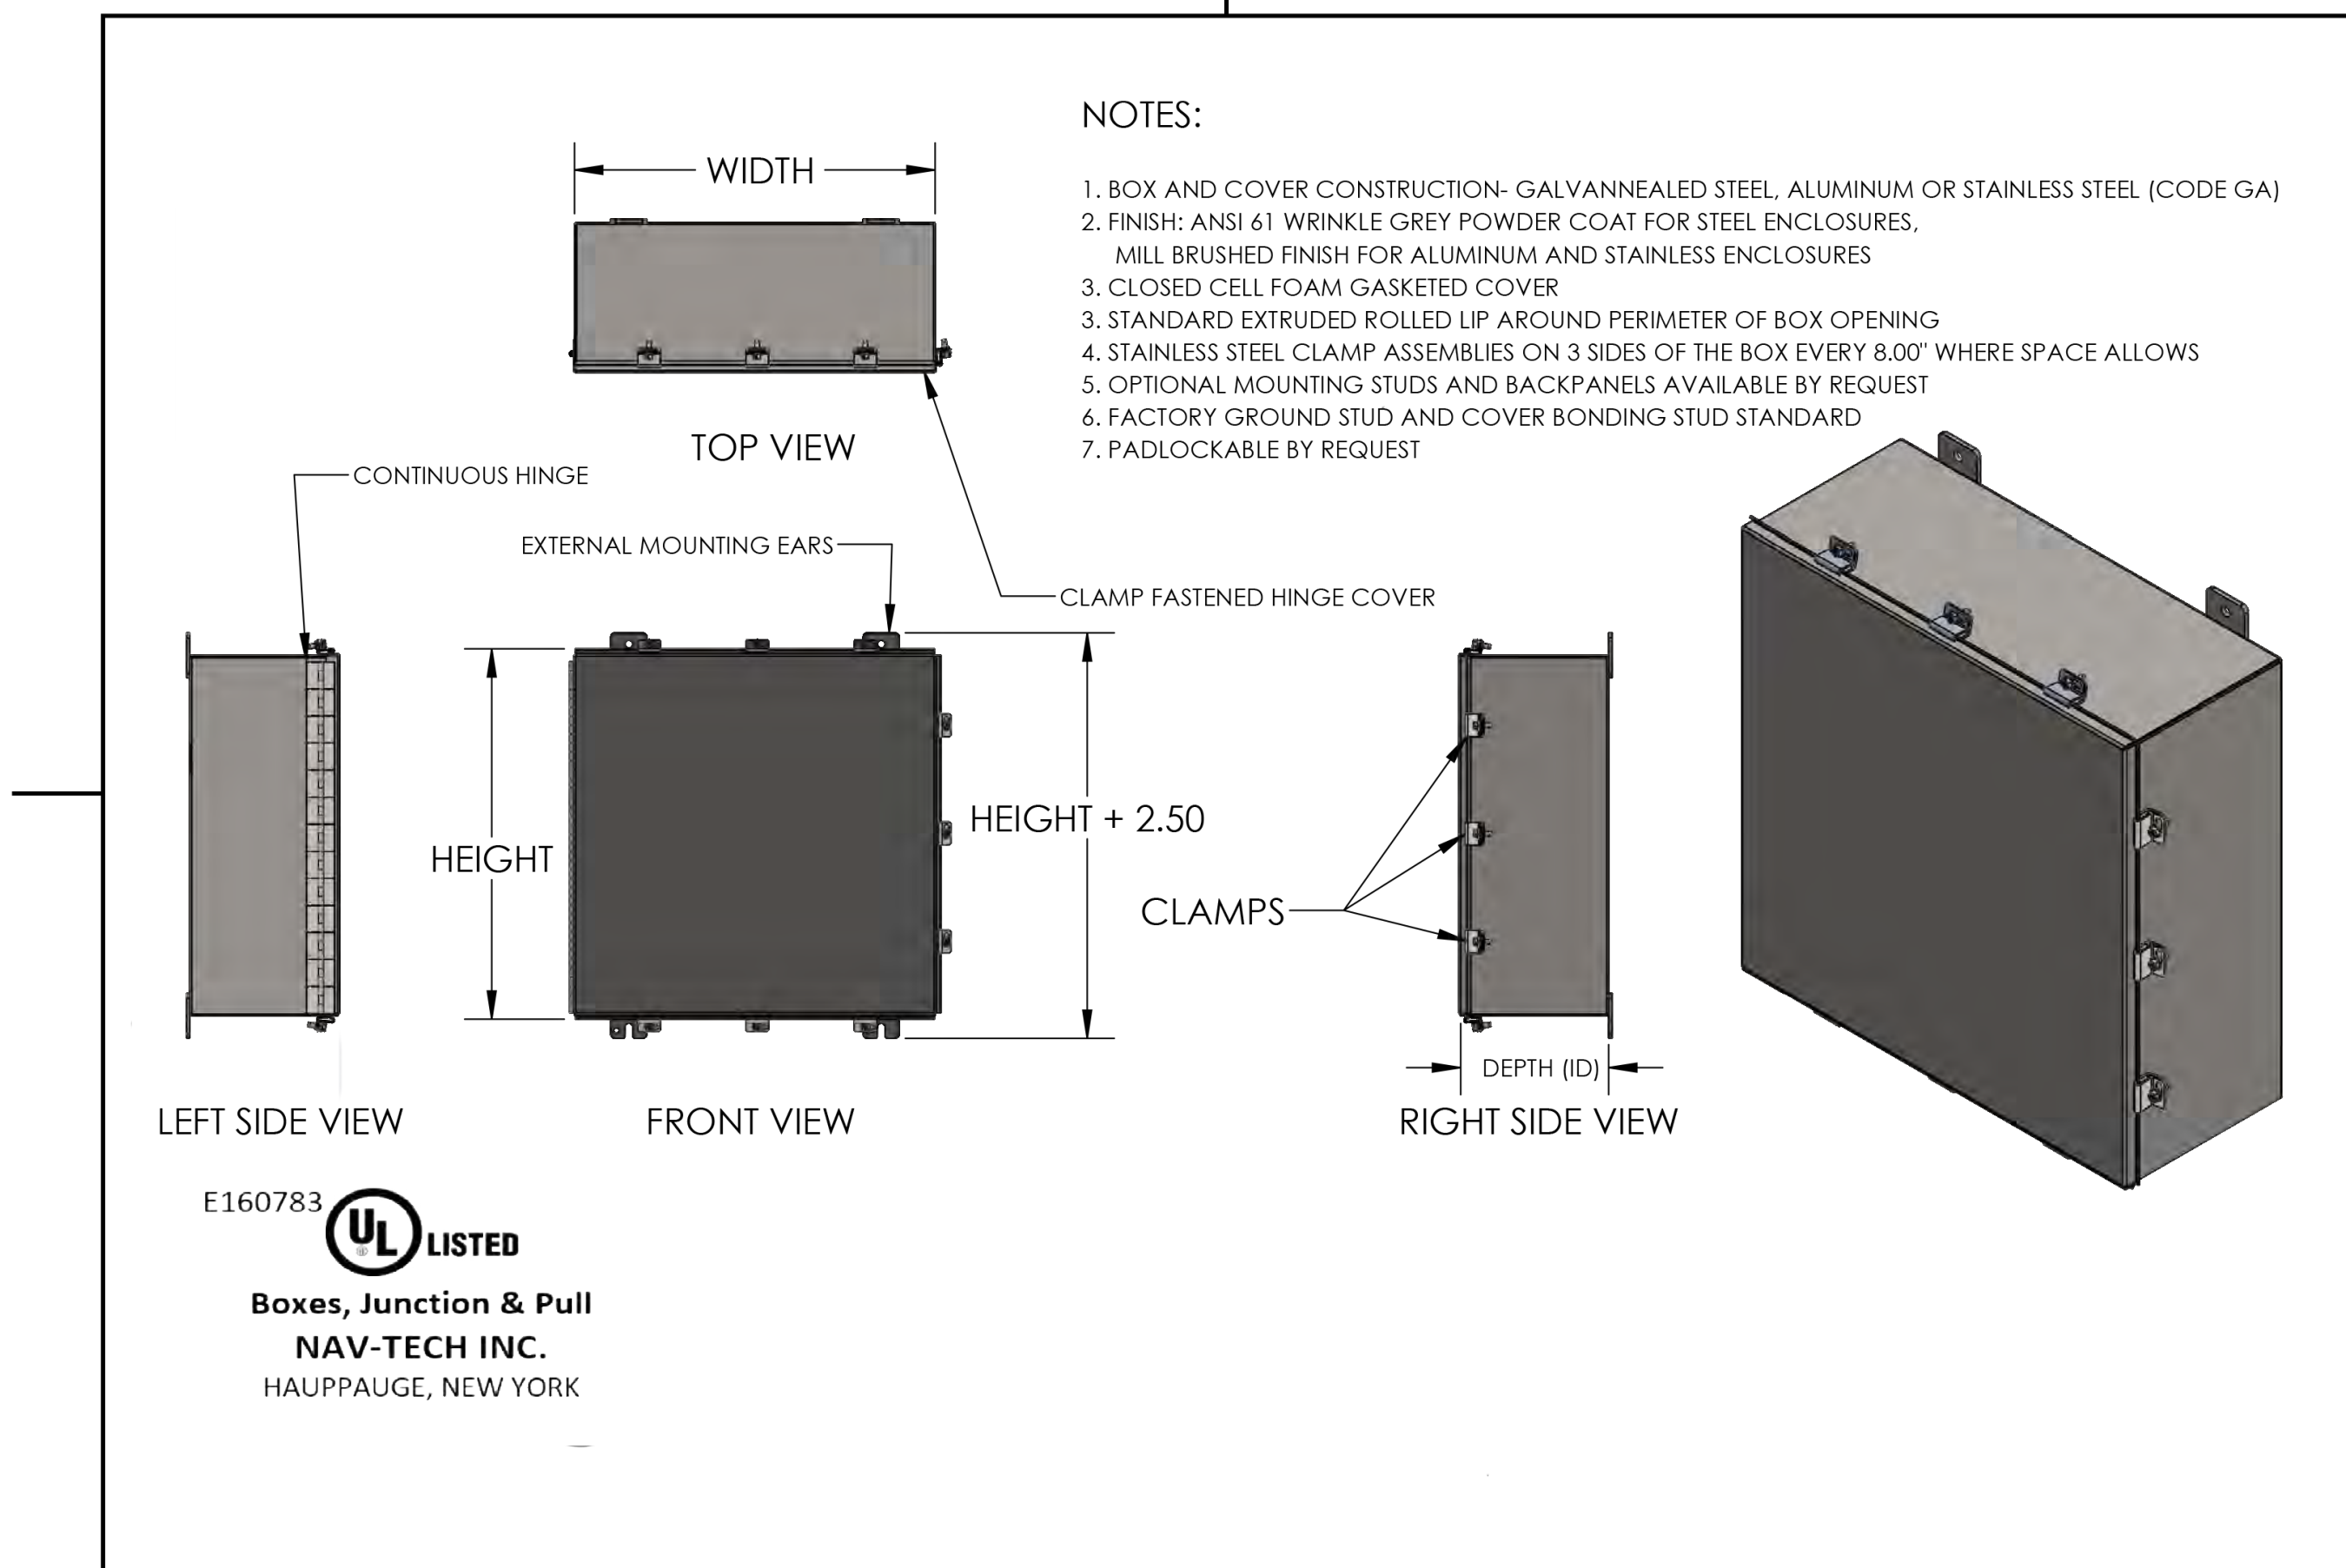 NOTES:
1. BOX AND COVER CONSTRUCTION- GALVANNEALED STEEL, ALUMINUM OR STAINLESS STEEL (CODE GA)
2. FINISH: ANSI 61 WRINKLE GREY POWDER COAT FOR STEEL ENCLOSURES,
MILL BRUSHED FINISH FOR ALUMINUM AND STAINLESS ENCLOSURES
3. CLOSED CELL FOAM GASKETED COVER
3. STANDARD EXTRUDED ROLLED LIP AROUND PERIMETER OF BOX OPENING
4. STAINLESS STEEL CLAMP ASSEMBLIES ON 3 SIDES OF THE BOX EVERY 8.00" WHERE SPACE ALLOWS
5. OPTIONAL MOUNTING STUDS AND BACKPANELS AVAILABLE BY REQUEST
6. FACTORY GROUND STUD AND COVER BONDING STUD STANDARD
7. PADLOCKABLE BY REQUEST
WIDTH
TOP VIEW
CONTINUOUS HINGE
EXTERNAL MOUNTING EARS
CLAMP FASTENED HINGE COVER
HEIGHT
HEIGHT + 2.50
CLAMPS
DEPTH (ID)
LEFT SIDE VIEW
FRONT VIEW
RIGHT SIDE VIEW
E160783
UL LISTED
Boxes, Junction & Pull
NAV-TECH INC.
HAUPPAUGE, NEW YORK